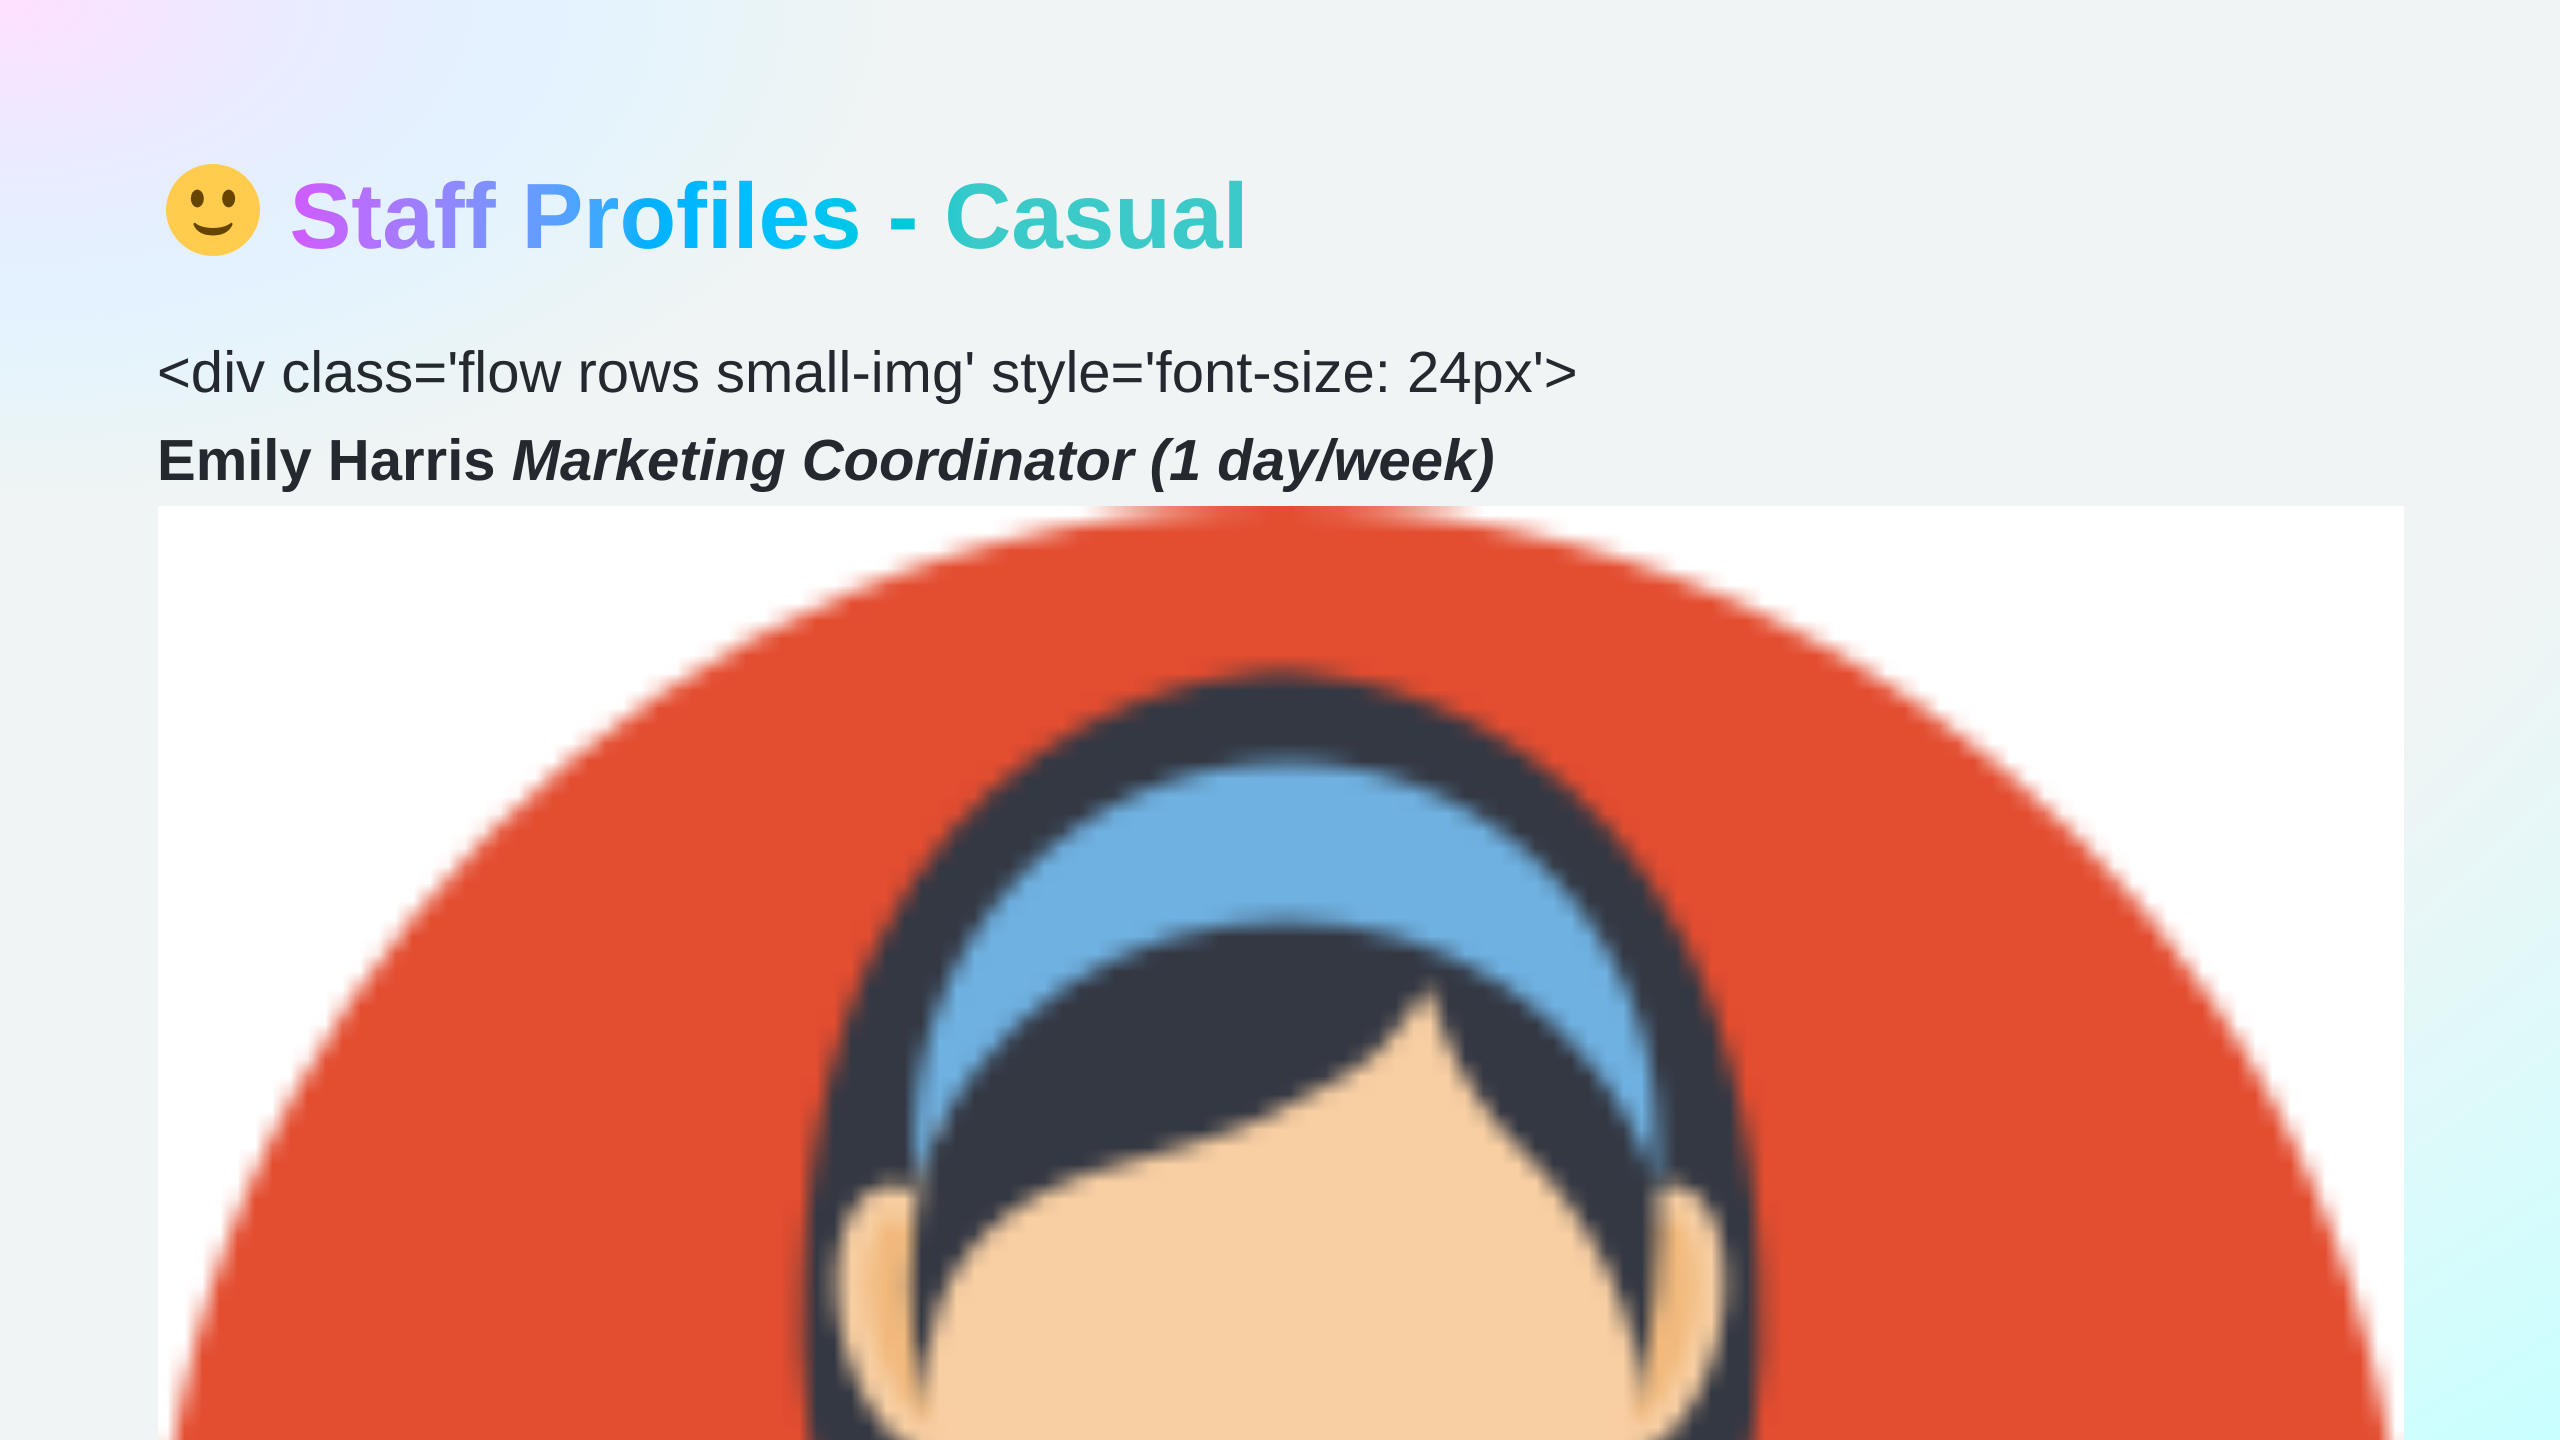 🙂 Staff Profiles - Casual
<div class='flow rows small-img' style='font-size: 24px'>
Emily Harris Marketing Coordinator (1 day/week)